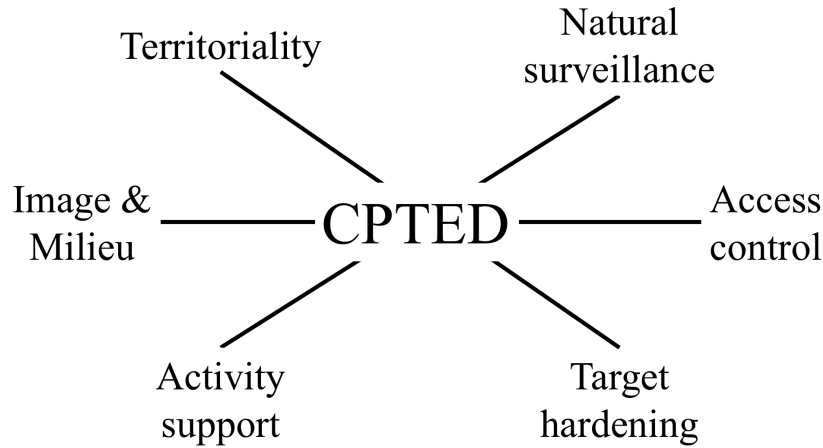 Territoriality
Natural
surveillance
Image &
Milieu
CPTED
Access
control
Activity
support
Target
hardening